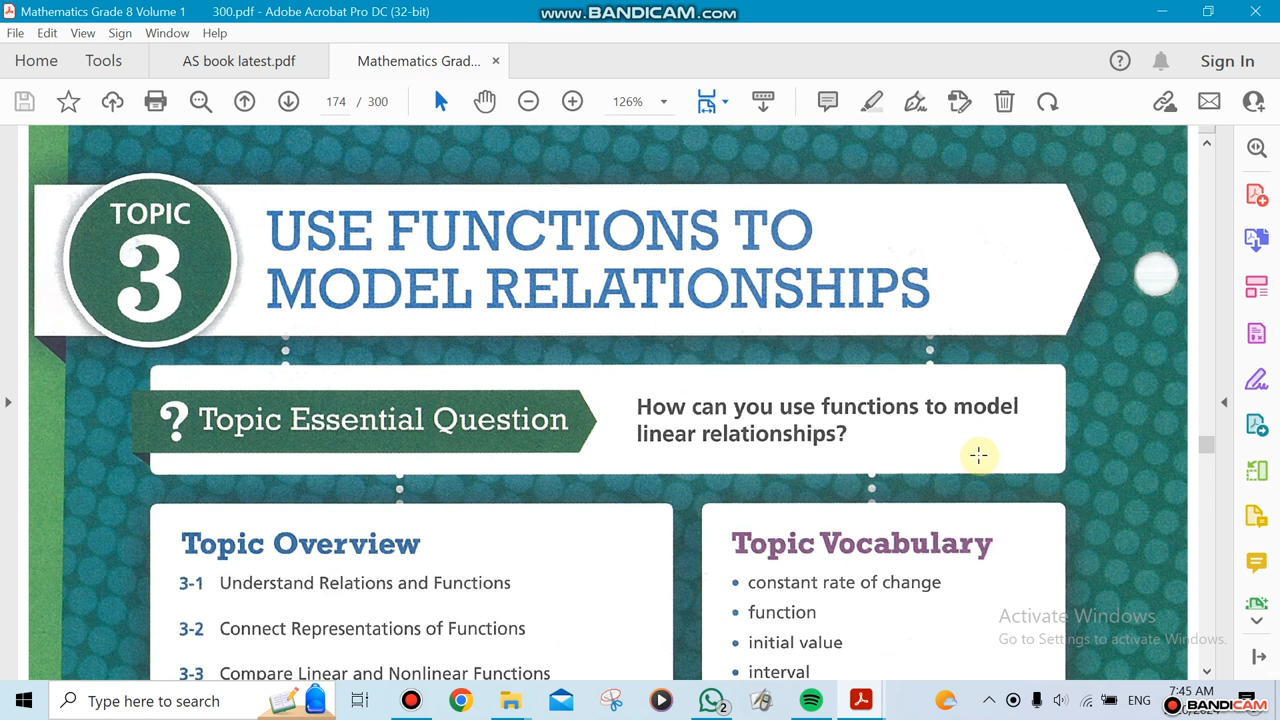 Mathematics Grade 8 Volume 1 300.pdf - Adobe Acrobat Pro DC (32-bit)
www.BANDICAM.com
File Edit View Sign Window Help
Home Tools AS book latest.pdf Mathematics Grad... × Sign In
174 / 300 126%
TOPIC
3
USE FUNCTIONS TO
MODEL RELATIONSHIPS
? Topic Essential Question
How can you use functions to model
linear relationships?
Topic Overview
3-1 Understand Relations and Functions
3-2 Connect Representations of Functions
3-3 Compare Linear and Nonlinear Functions
Topic Vocabulary
• constant rate of change
• function
• initial value
• interval
Activate Windows
Go to Settings to activate Windows.
Type here to search
2
ENG
7:45 AM
BANDICAM